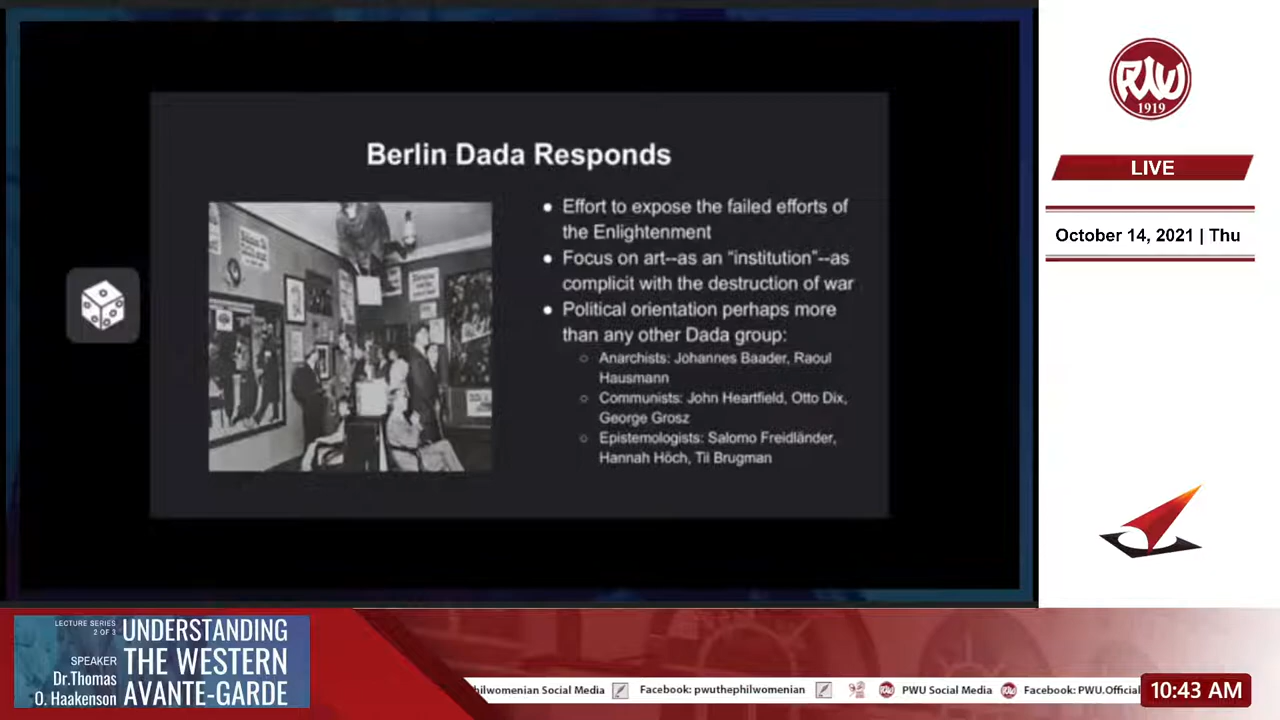 Berlin Dada Responds
● Effort to expose the failed efforts of
the Enlightenment
● Focus on art--as an “institution”--as
complicit with the destruction of war
● Political orientation perhaps more
than any other Dada group:
○ Anarchists: Johannes Baader, Raoul
Hausmann
○ Communists: John Heartfield, Otto Dix,
George Grosz
○ Epistemologists: Salomo Freidländer,
Hannah Höch, Til Brugman
PWU
1919
LIVE
October 14, 2021 | Thu
LECTURE SERIES
2 OF 3
SPEAKER
Dr.Thomas
O. Haakenson
UNDERSTANDING
THE WESTERN
AVANTE-GARDE
hilwomenian Social Media
Facebook: pwuthephilwomenian
PWU Social Media
Facebook: PWU.Official
10:43 AM